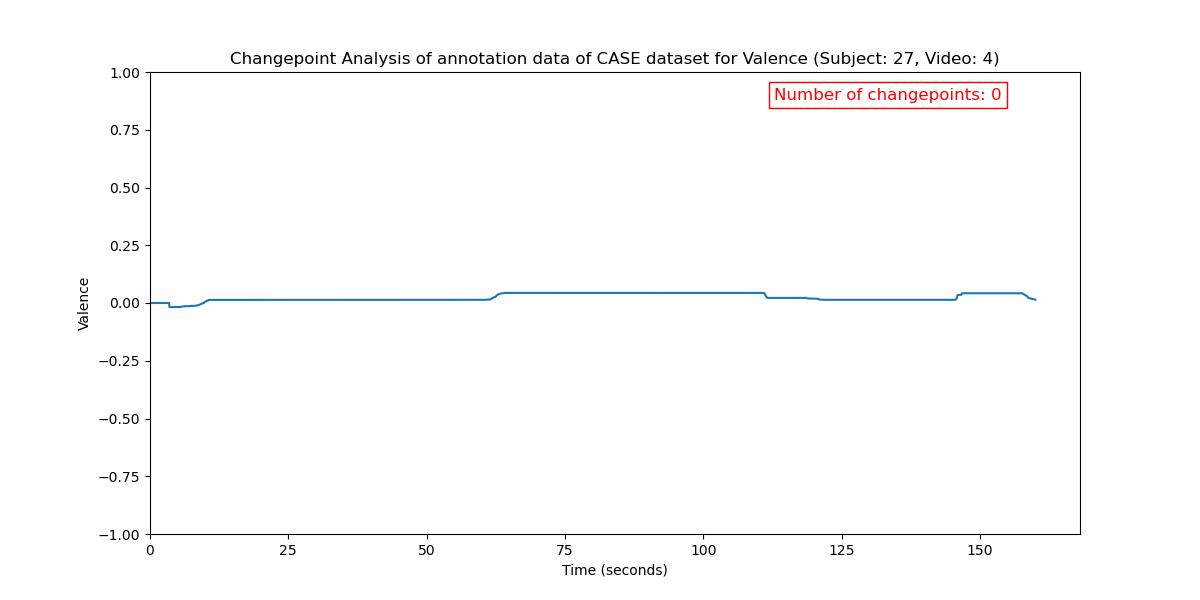 Changepoint Analysis of annotation data of CASE dataset for Valence (Subject: 27, Video: 4)
Number of changepoints: 0
1.00
0.75
0.50
0.25
0.00
−0.25
−0.50
−0.75
−1.00
Valence
0 25 50 75 100 125 150
Time (seconds)